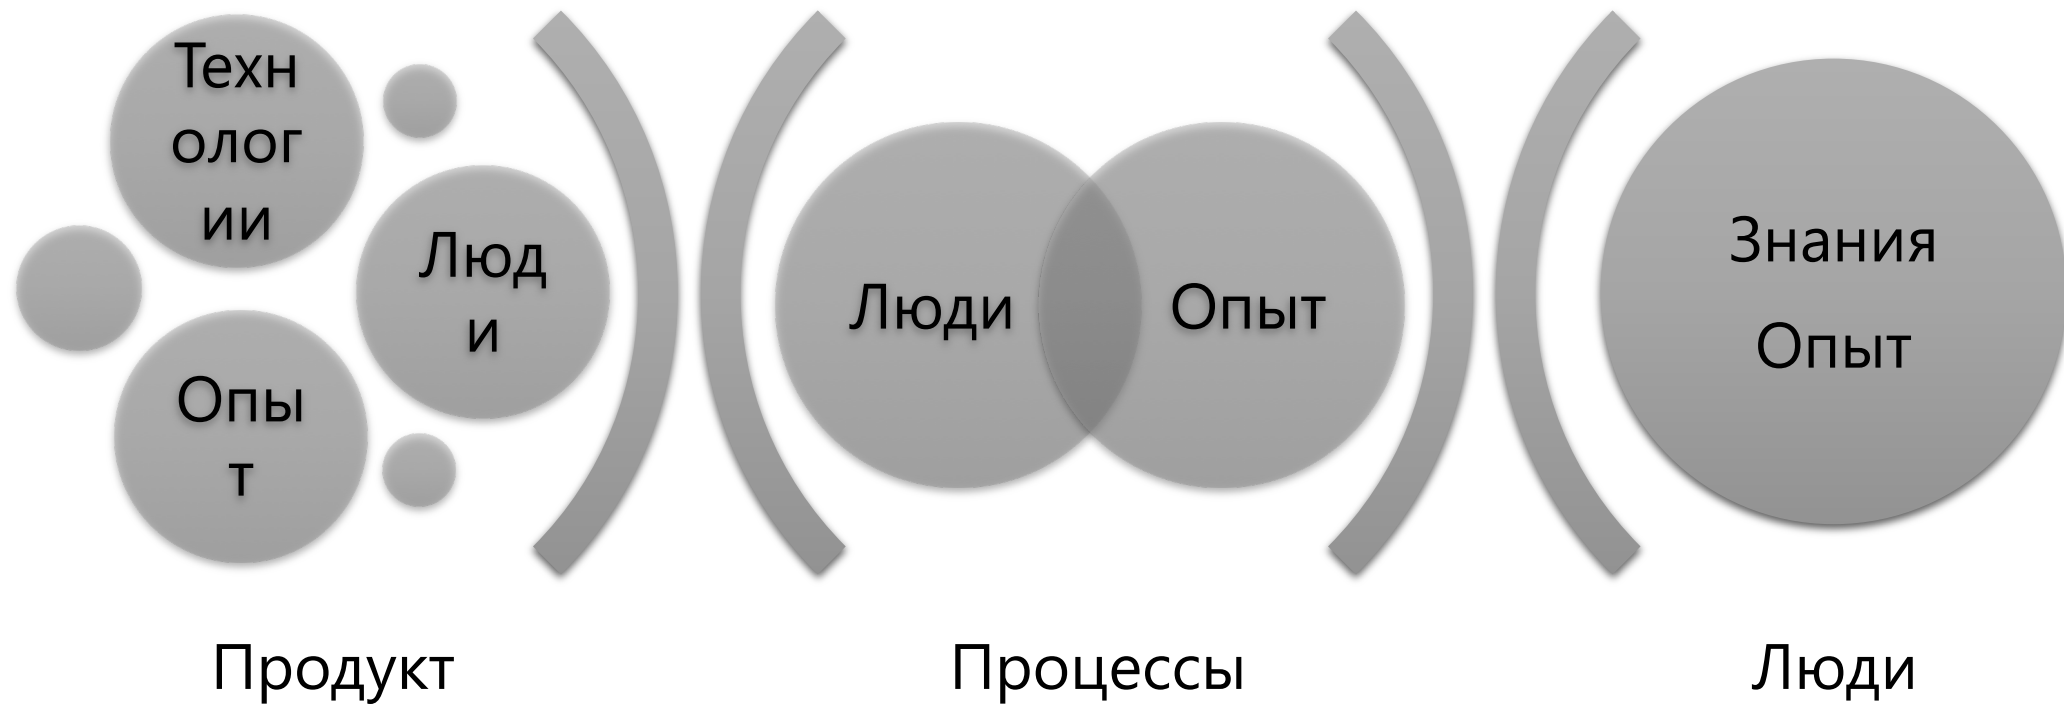 Техн
олог
ии
Люд
и
Опы
т
Люди
Опыт
Знания
Опыт
Продукт
Процессы
Люди